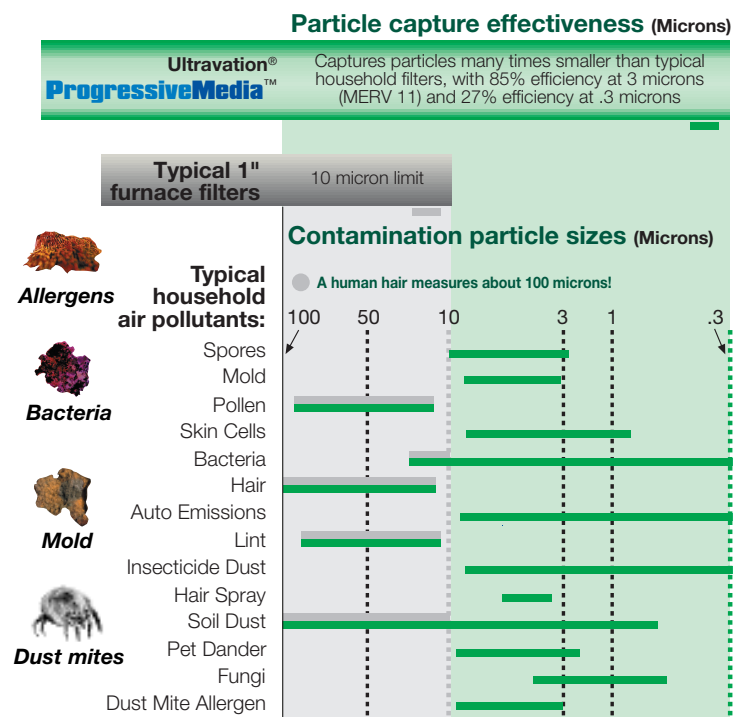 Particle capture effectiveness (Microns)
Ultravation®
ProgressiveMedia™
Captures particles many times smaller than typical
household filters, with 85% efficiency at 3 microns
(MERV 11) and 27% efficiency at .3 microns
Typical 1"
furnace filters
10 micron limit
Contamination particle sizes (Microns)
A human hair measures about 100 microns!
Allergens
Typical
household
air pollutants:
100 50 10 3 1 .3
Spores
Mold
Bacteria
Pollen
Skin Cells
Bacteria
Hair
Auto Emissions
Mold
Lint
Insecticide Dust
Hair Spray
Soil Dust
Dust mites
Pet Dander
Fungi
Dust Mite Allergen